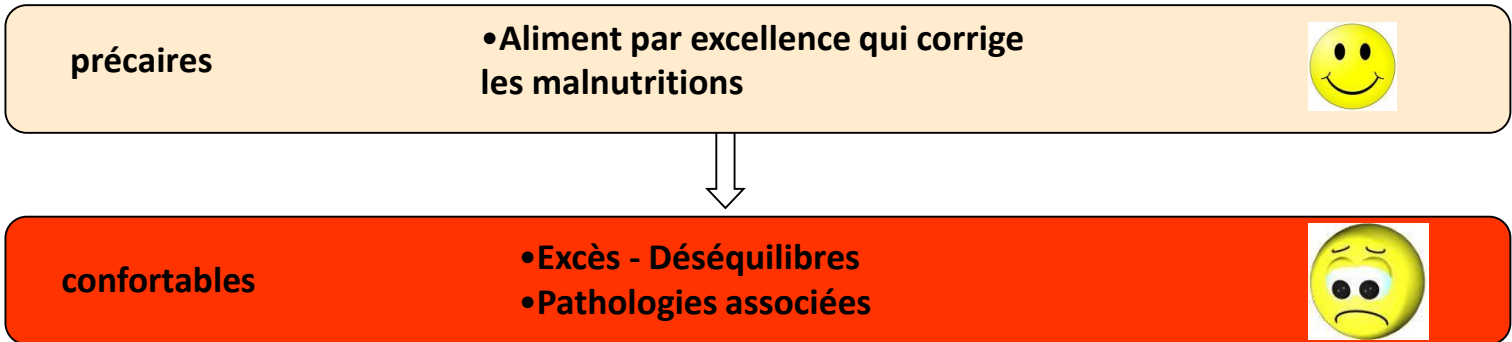 précaires
•Aliment par excellence qui corrige
les malnutritions
confortables
•Excès - Déséquilibres
•Pathologies associées